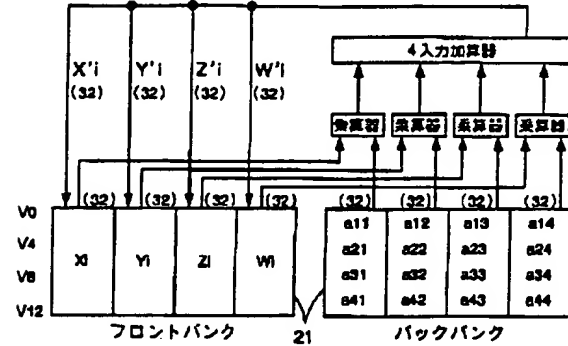 4入力加算器
X'i Y'i Z'i W'i
(32) (32) (32) (32)
乗算器 乗算器 乗算器 乗算器
(32) (32) (32) (32) (32) (32) (32) (32)
V0
V4
V8
V12
Xi Yi Zi Wi
a11 a12 a13 a14
a21 a22 a23 a24
a31 a32 a33 a34
a41 a42 a43 a44
フロントバンク 21 バックバンク